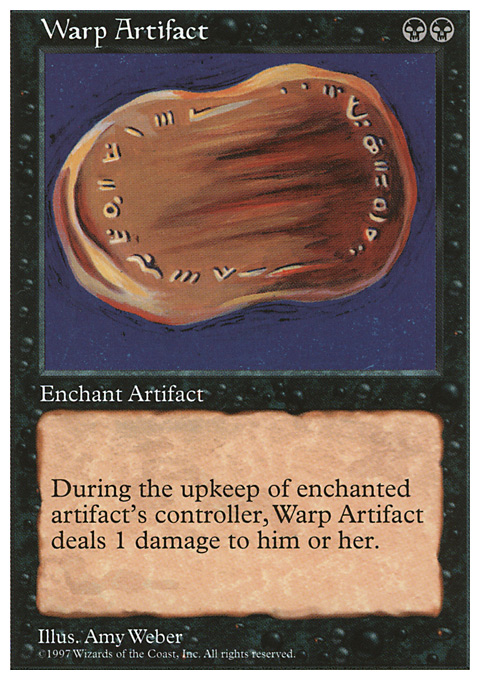 Warp Artifact
Enchant Artifact
During the upkeep of enchanted
artifact's controller, Warp Artifact
deals 1 damage to him or her.
Illus. Amy Weber
©1997 Wizards of the Coast, Inc. All rights reserved.